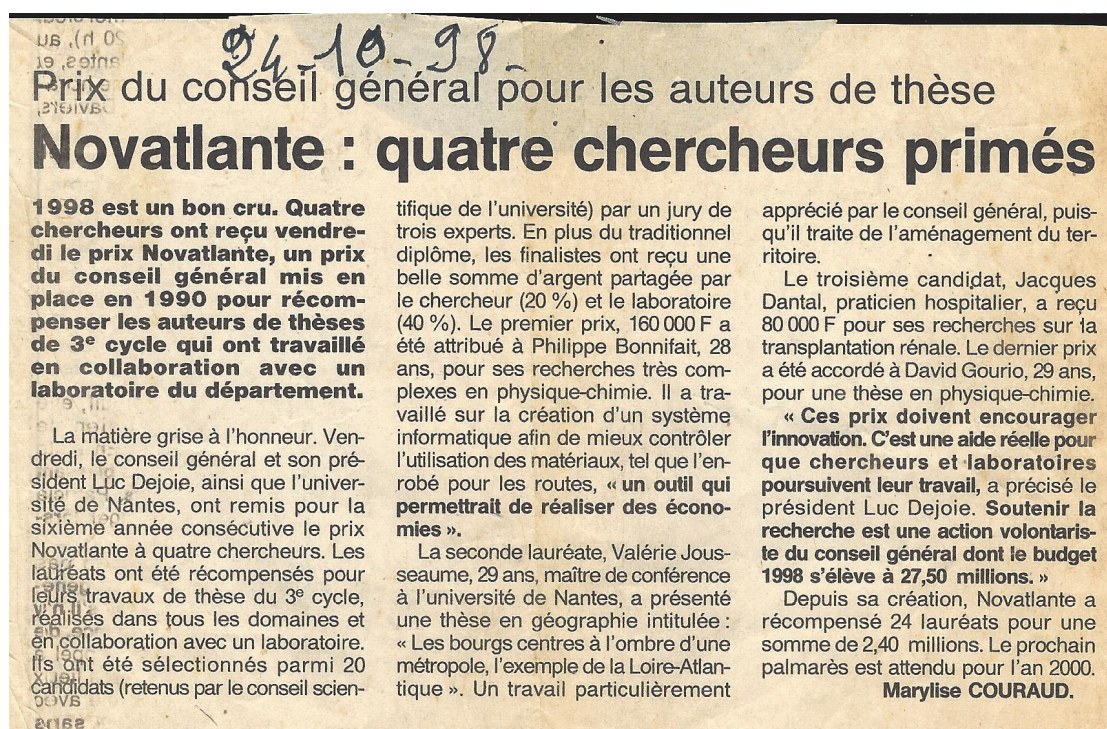 24-10-98-
Prix du conseil général pour les auteurs de thèse
Novatlante : quatre chercheurs primés
1998 est un bon cru. Quatre
chercheurs ont reçu vendre-
di le prix Novatlante, un prix
du conseil général mis en
place en 1990 pour récom-
penser les auteurs de thèses
de 3e cycle qui ont travaillé
en collaboration avec un
laboratoire du département.
La matière grise à l'honneur. Ven-
dredi, le conseil général et son pré-
sident Luc Dejoie, ainsi que l'univer-
sité de Nantes, ont remis pour la
sixième année consécutive le prix
Novatlante à quatre chercheurs. Les
lauréats ont été récompensés pour
leurs travaux de thèse du 3e cycle,
réalisés dans tous les domaines et
en collaboration avec un laboratoire.
Ils ont été sélectionnés parmi 20
candidats (retenus par le conseil scien-
tifique de l'université) par un jury de
trois experts. En plus du traditionnel
diplôme, les finalistes ont reçu une
belle somme d'argent partagée par
le chercheur (20 %) et le laboratoire
(40 %). Le premier prix, 160 000 F a
été attribué à Philippe Bonnifait, 28
ans, pour ses recherches très com-
plexes en physique-chimie. Il a tra-
vaillé sur la création d'un système
informatique afin de mieux contrôler
l'utilisation des matériaux, tel que l'en-
robé pour les routes, « un outil qui
permettrait de réaliser des écono-
mies ».
La seconde lauréate, Valérie Jous-
seaume, 29 ans, maître de conférence
à l'université de Nantes, a présenté
une thèse en géographie intitulée :
« Les bourgs centres à l'ombre d'une
métropole, l'exemple de la Loire-Atlan-
tique ». Un travail particulièrement
apprécié par le conseil général, puis-
qu'il traite de l'aménagement du ter-
ritoire.
Le troisième candidat, Jacques
Dantal, praticien hospitalier, a reçu
80 000 F pour ses recherches sur la
transplantation rénale. Le dernier prix
a été accordé à David Gourio, 29 ans,
pour une thèse en physique-chimie.
« Ces prix doivent encourager
l'innovation. C'est une aide réelle pour
que chercheurs et laboratoires
poursuivent leur travail, a précisé le
président Luc Dejoie. Soutenir la
recherche est une action volontaris-
te du conseil général dont le budget
1998 s'élève à 27,50 millions. »
Depuis sa création, Novatlante a
récompensé 24 lauréats pour une
somme de 2,40 millions. Le prochain
palmarès est attendu pour l'an 2000.
Marylise COURAUD.